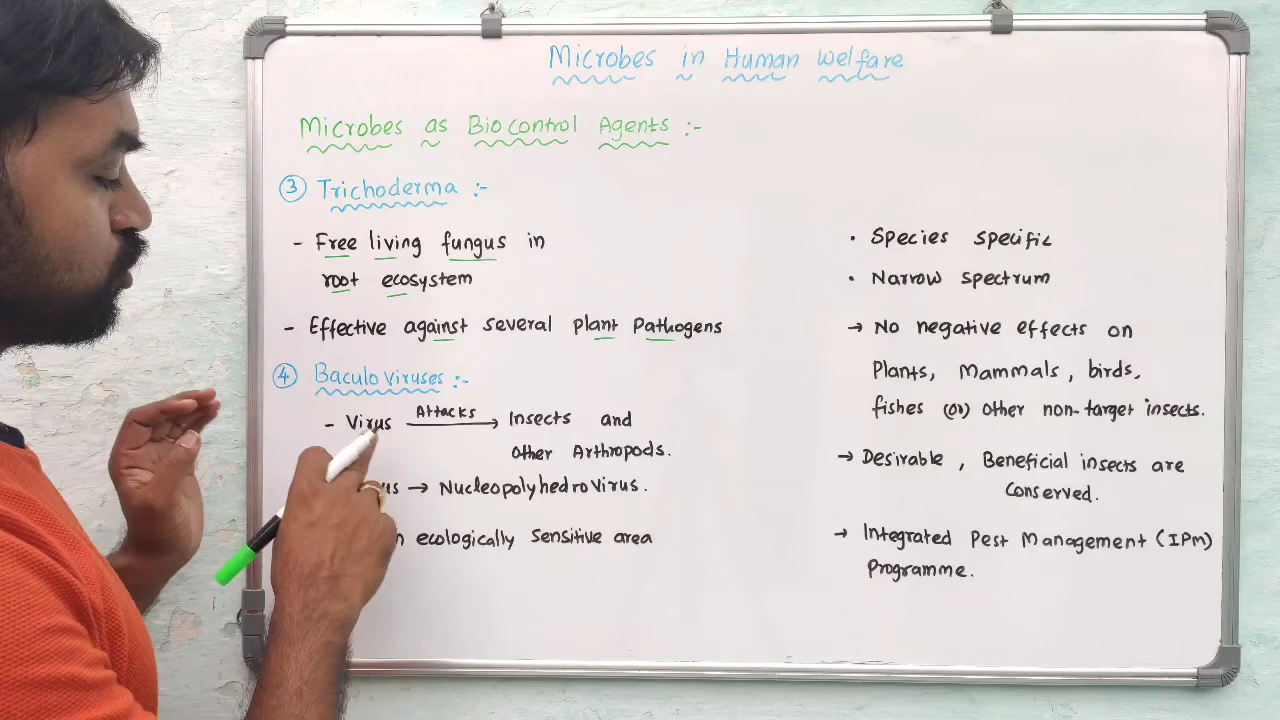 Microbes in Human Welfare
Microbes as Biocontrol Agents :-
③ Trichoderma :-
- Free living fungus in
root ecosystem
- Effective against several plant Pathogens
④ Baculo Viruses :-
- Virus Attacks → Insects and
other Arthropods.
us → Nucleopolyhedrovirus.
n ecologically Sensitive area
• Species specific
• Narrow spectrum
→ No negative effects on
Plants, Mammals, birds,
fishes (or) other non-target insects.
→ Desirable, Beneficial insects are
conserved.
→ Integrated Pest Management (IPM)
Programme.